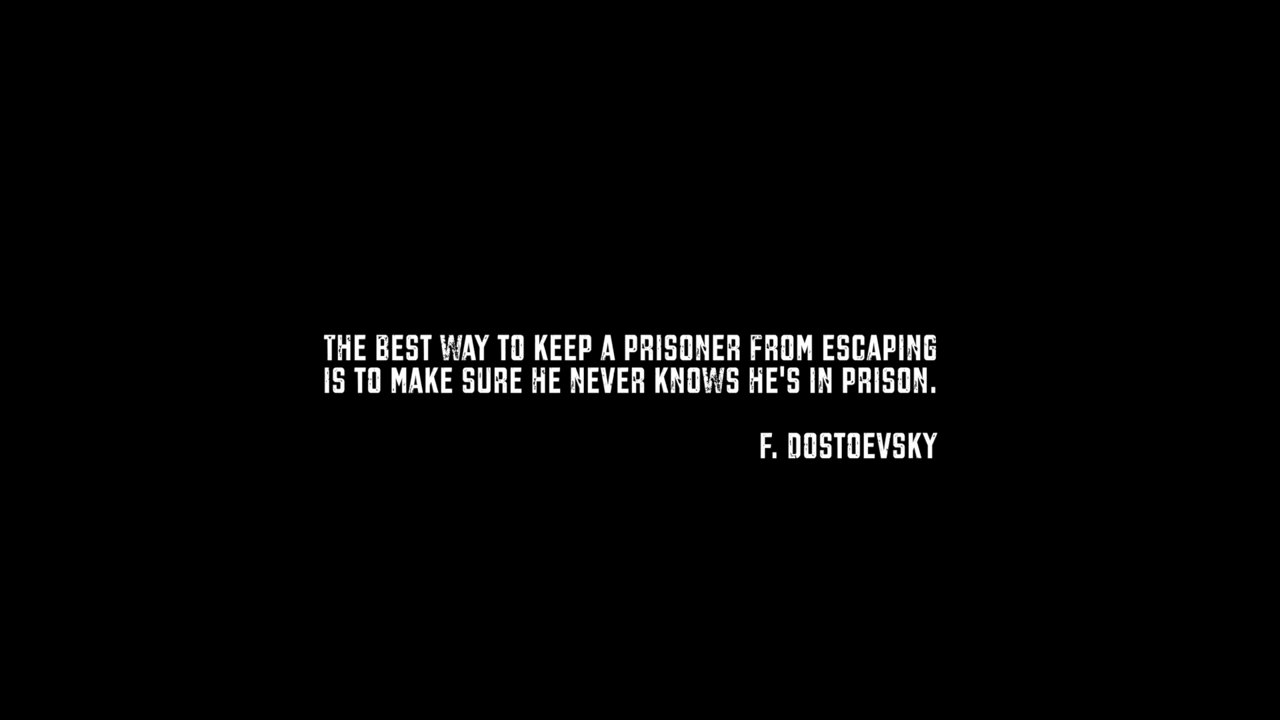 THE BEST WAY TO KEEP A PRISONER FROM ESCAPING
IS TO MAKE SURE HE NEVER KNOWS HE'S IN PRISON.
F. DOSTOEVSKY